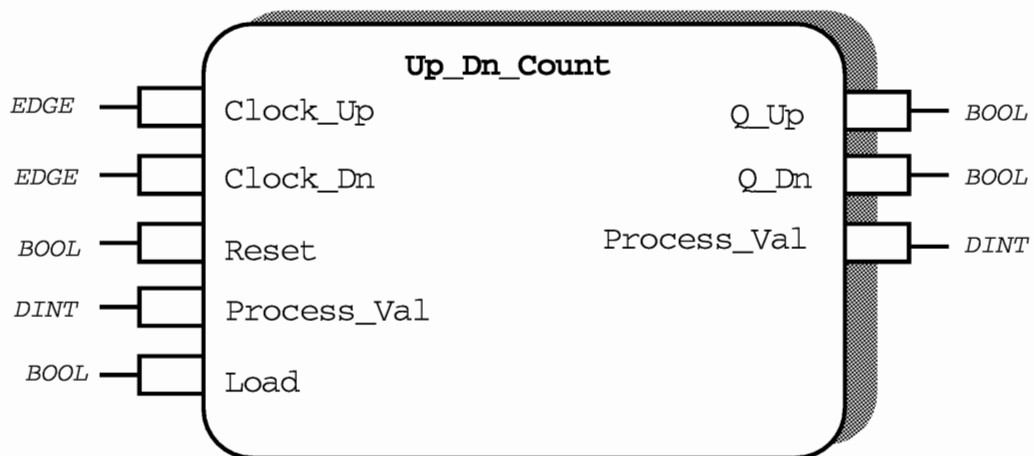 Up_Dn_Count
EDGE Clock_Up Q_Up BOOL
EDGE Clock_Dn Q_Dn BOOL
BOOL Reset Process_Val DINT
DINT Process_Val
BOOL Load